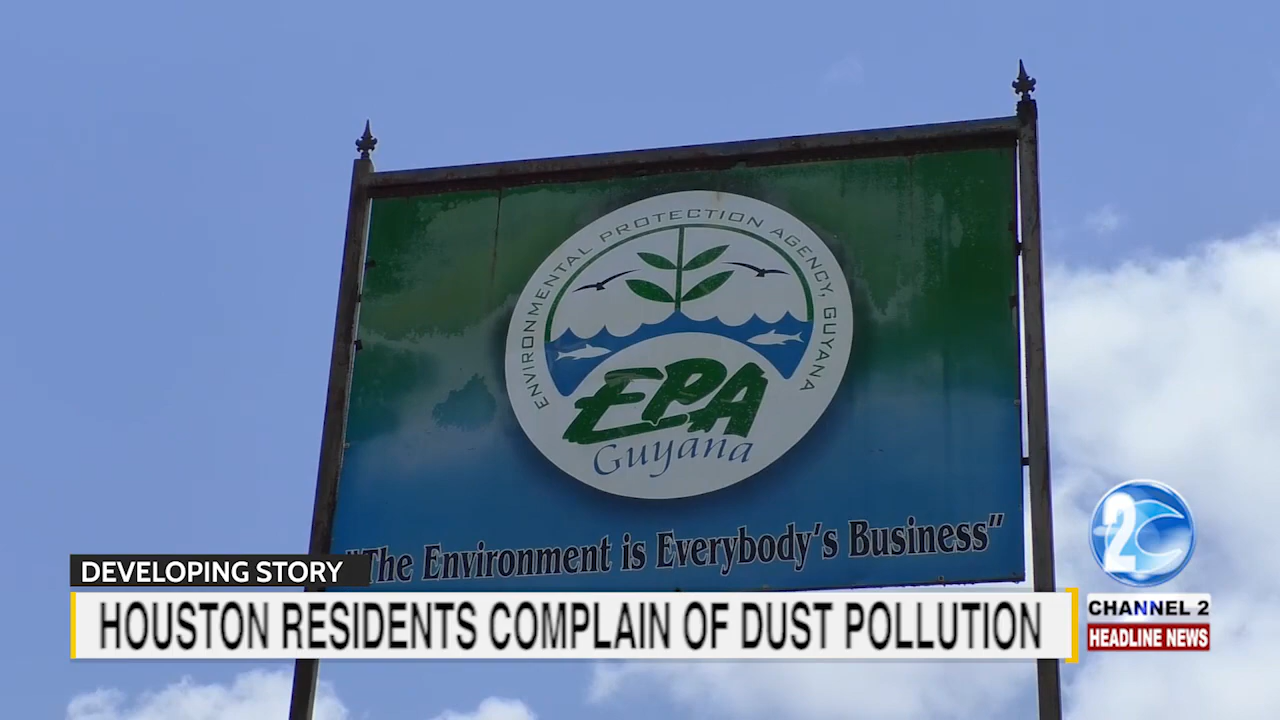 ENVIRONMENTAL PROTECTION AGENCY, GUYANA
EPA
Guyana
"The Environment is Everybody's Business"
DEVELOPING STORY
HOUSTON RESIDENTS COMPLAIN OF DUST POLLUTION
2
CHANNEL 2
HEADLINE NEWS